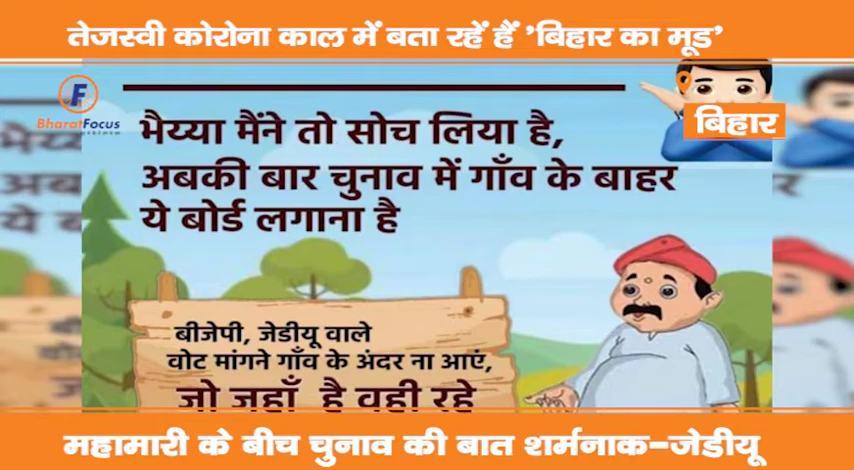 तेजस्वी कोरोना काल में बता रहें हैं 'बिहार का मूड'
BharatFocus
बिहार
भैय्या मैंने तो सोच लिया है,
अबकी बार चुनाव में गाँव के बाहर
ये बोर्ड लगाना है
बीजेपी, जेडीयू वाले
वोट मांगने गाँव के अंदर ना आएं,
जो जहाँ है वही रहे
महामारी के बीच चुनाव की बात शर्मनाक-जेडीयू